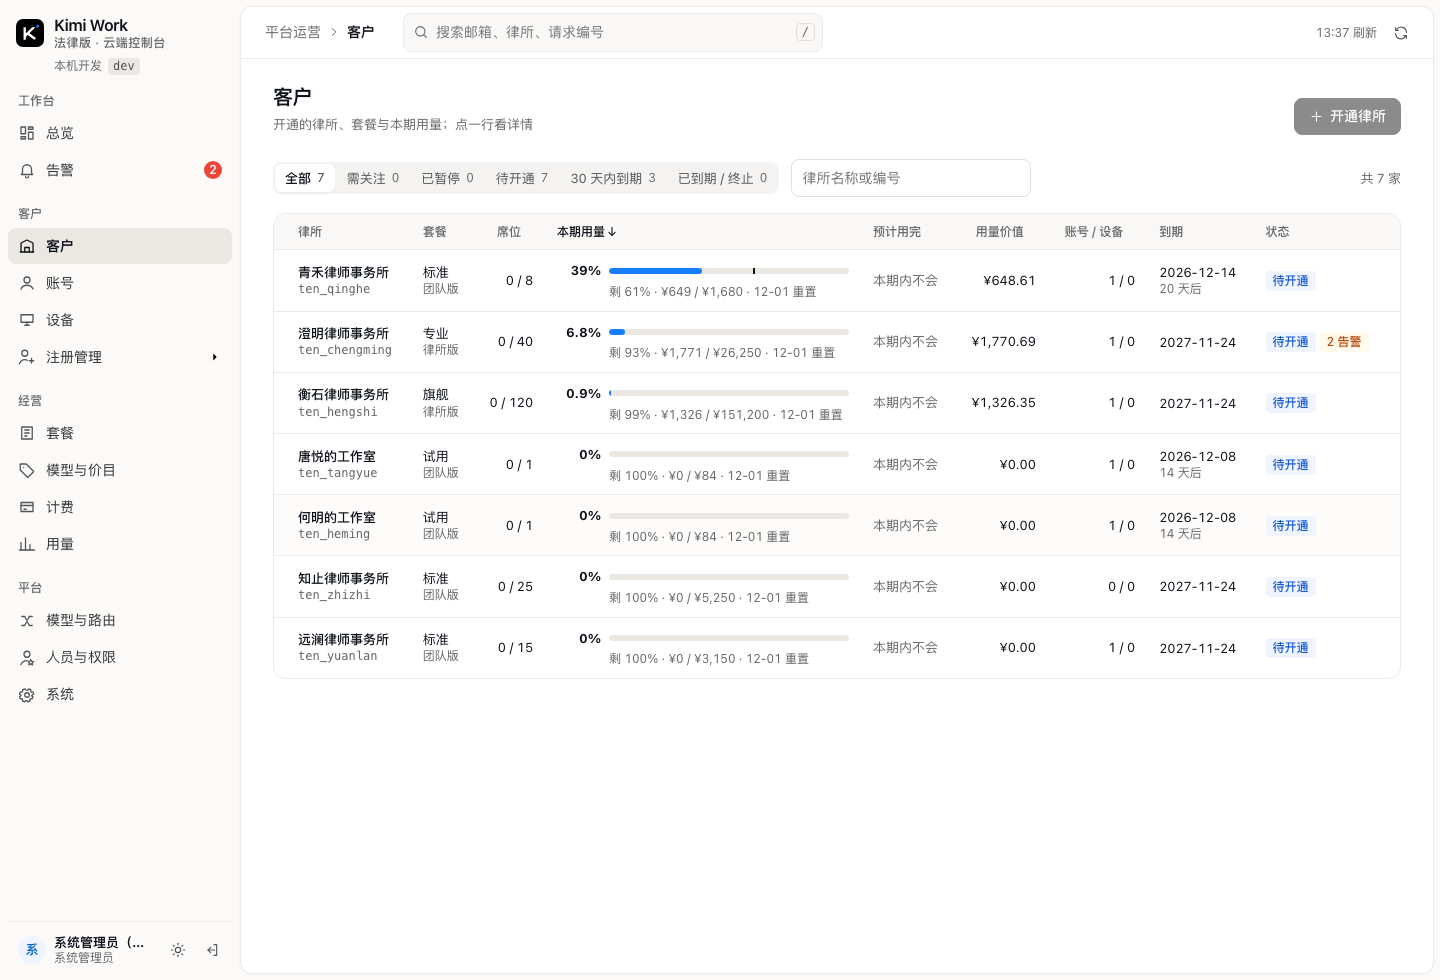 Kimi Work
法律版 · 云端控制台
本机开发 dev
工作台
总览
告警 2
客户
客户
账号
设备
注册管理
经营
套餐
模型与价目
计费
用量
平台
模型与路由
人员与权限
系统
系 系统管理员（...
系统管理员
平台运营 > 客户
搜索邮箱、律所、请求编号 /
13:37 刷新
客户
开通的律所、套餐与本期用量；点一行看详情
+ 开通律所
全部 7 需关注 0 已暂停 0 待开通 7 30 天内到期 3 已到期 / 终止 0
律所名称或编号
共 7 家
律所 套餐 席位 本期用量↓ 预计用完 用量价值 账号 / 设备 到期 状态
青禾律师事务所 标准 0 / 8 39% 本期内不会 ¥648.61 1 / 0 2026-12-14 待开通
ten_qinghe 团队版 剩 61% · ¥649 / ¥1,680 · 12-01 重置 20 天后
澄明律师事务所 专业 0 / 40 6.8% 本期内不会 ¥1,770.69 1 / 0 2027-11-24 待开通 2 告警
ten_chengming 律所版 剩 93% · ¥1,771 / ¥26,250 · 12-01 重置
衡石律师事务所 旗舰 0 / 120 0.9% 本期内不会 ¥1,326.35 1 / 0 2027-11-24 待开通
ten_hengshi 律所版 剩 99% · ¥1,326 / ¥151,200 · 12-01 重置
唐悦的工作室 试用 0 / 1 0% 本期内不会 ¥0.00 1 / 0 2026-12-08 待开通
ten_tangyue 团队版 剩 100% · ¥0 / ¥84 · 12-01 重置 14 天后
何明的工作室 试用 0 / 1 0% 本期内不会 ¥0.00 1 / 0 2026-12-08 待开通
ten_heming 团队版 剩 100% · ¥0 / ¥84 · 12-01 重置 14 天后
知止律师事务所 标准 0 / 25 0% 本期内不会 ¥0.00 0 / 0 2027-11-24 待开通
ten_zhizhi 团队版 剩 100% · ¥0 / ¥5,250 · 12-01 重置
远澜律师事务所 标准 0 / 15 0% 本期内不会 ¥0.00 1 / 0 2027-11-24 待开通
ten_yuanlan 团队版 剩 100% · ¥0 / ¥3,150 · 12-01 重置